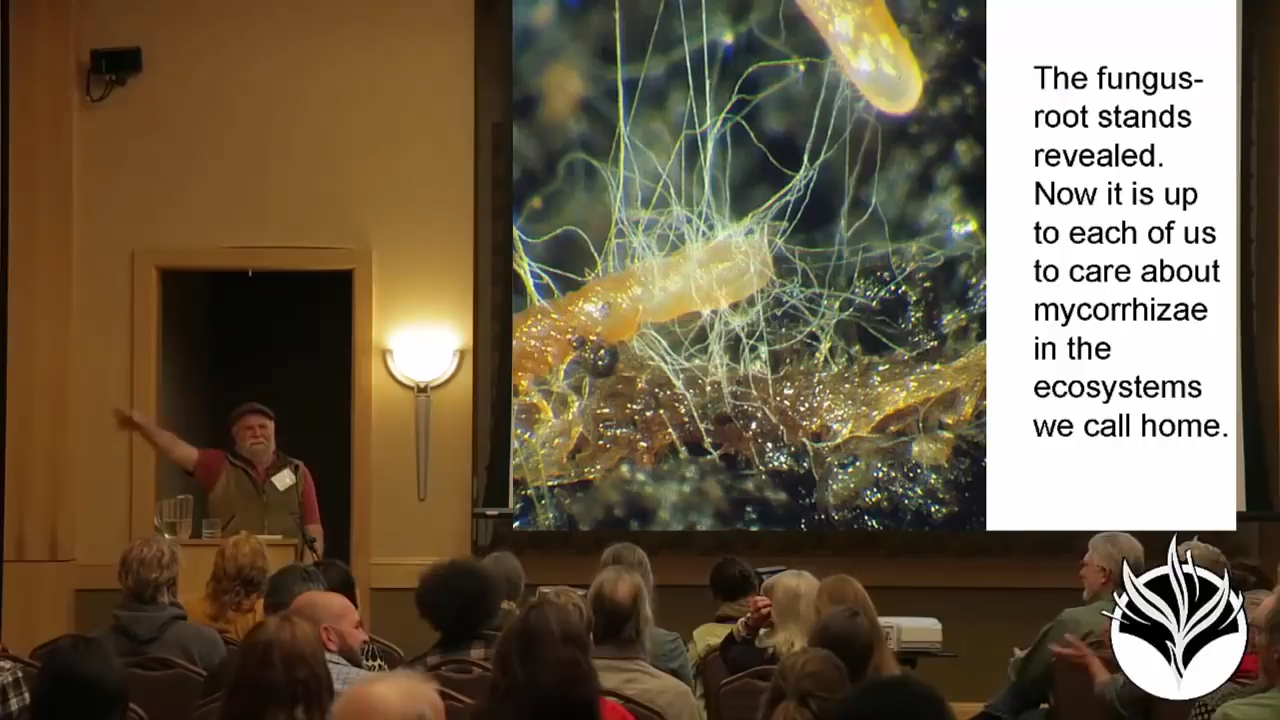 The fungus-
root stands
revealed.
Now it is up
to each of us
to care about
mycorrhizae
in the
ecosystems
we call home.